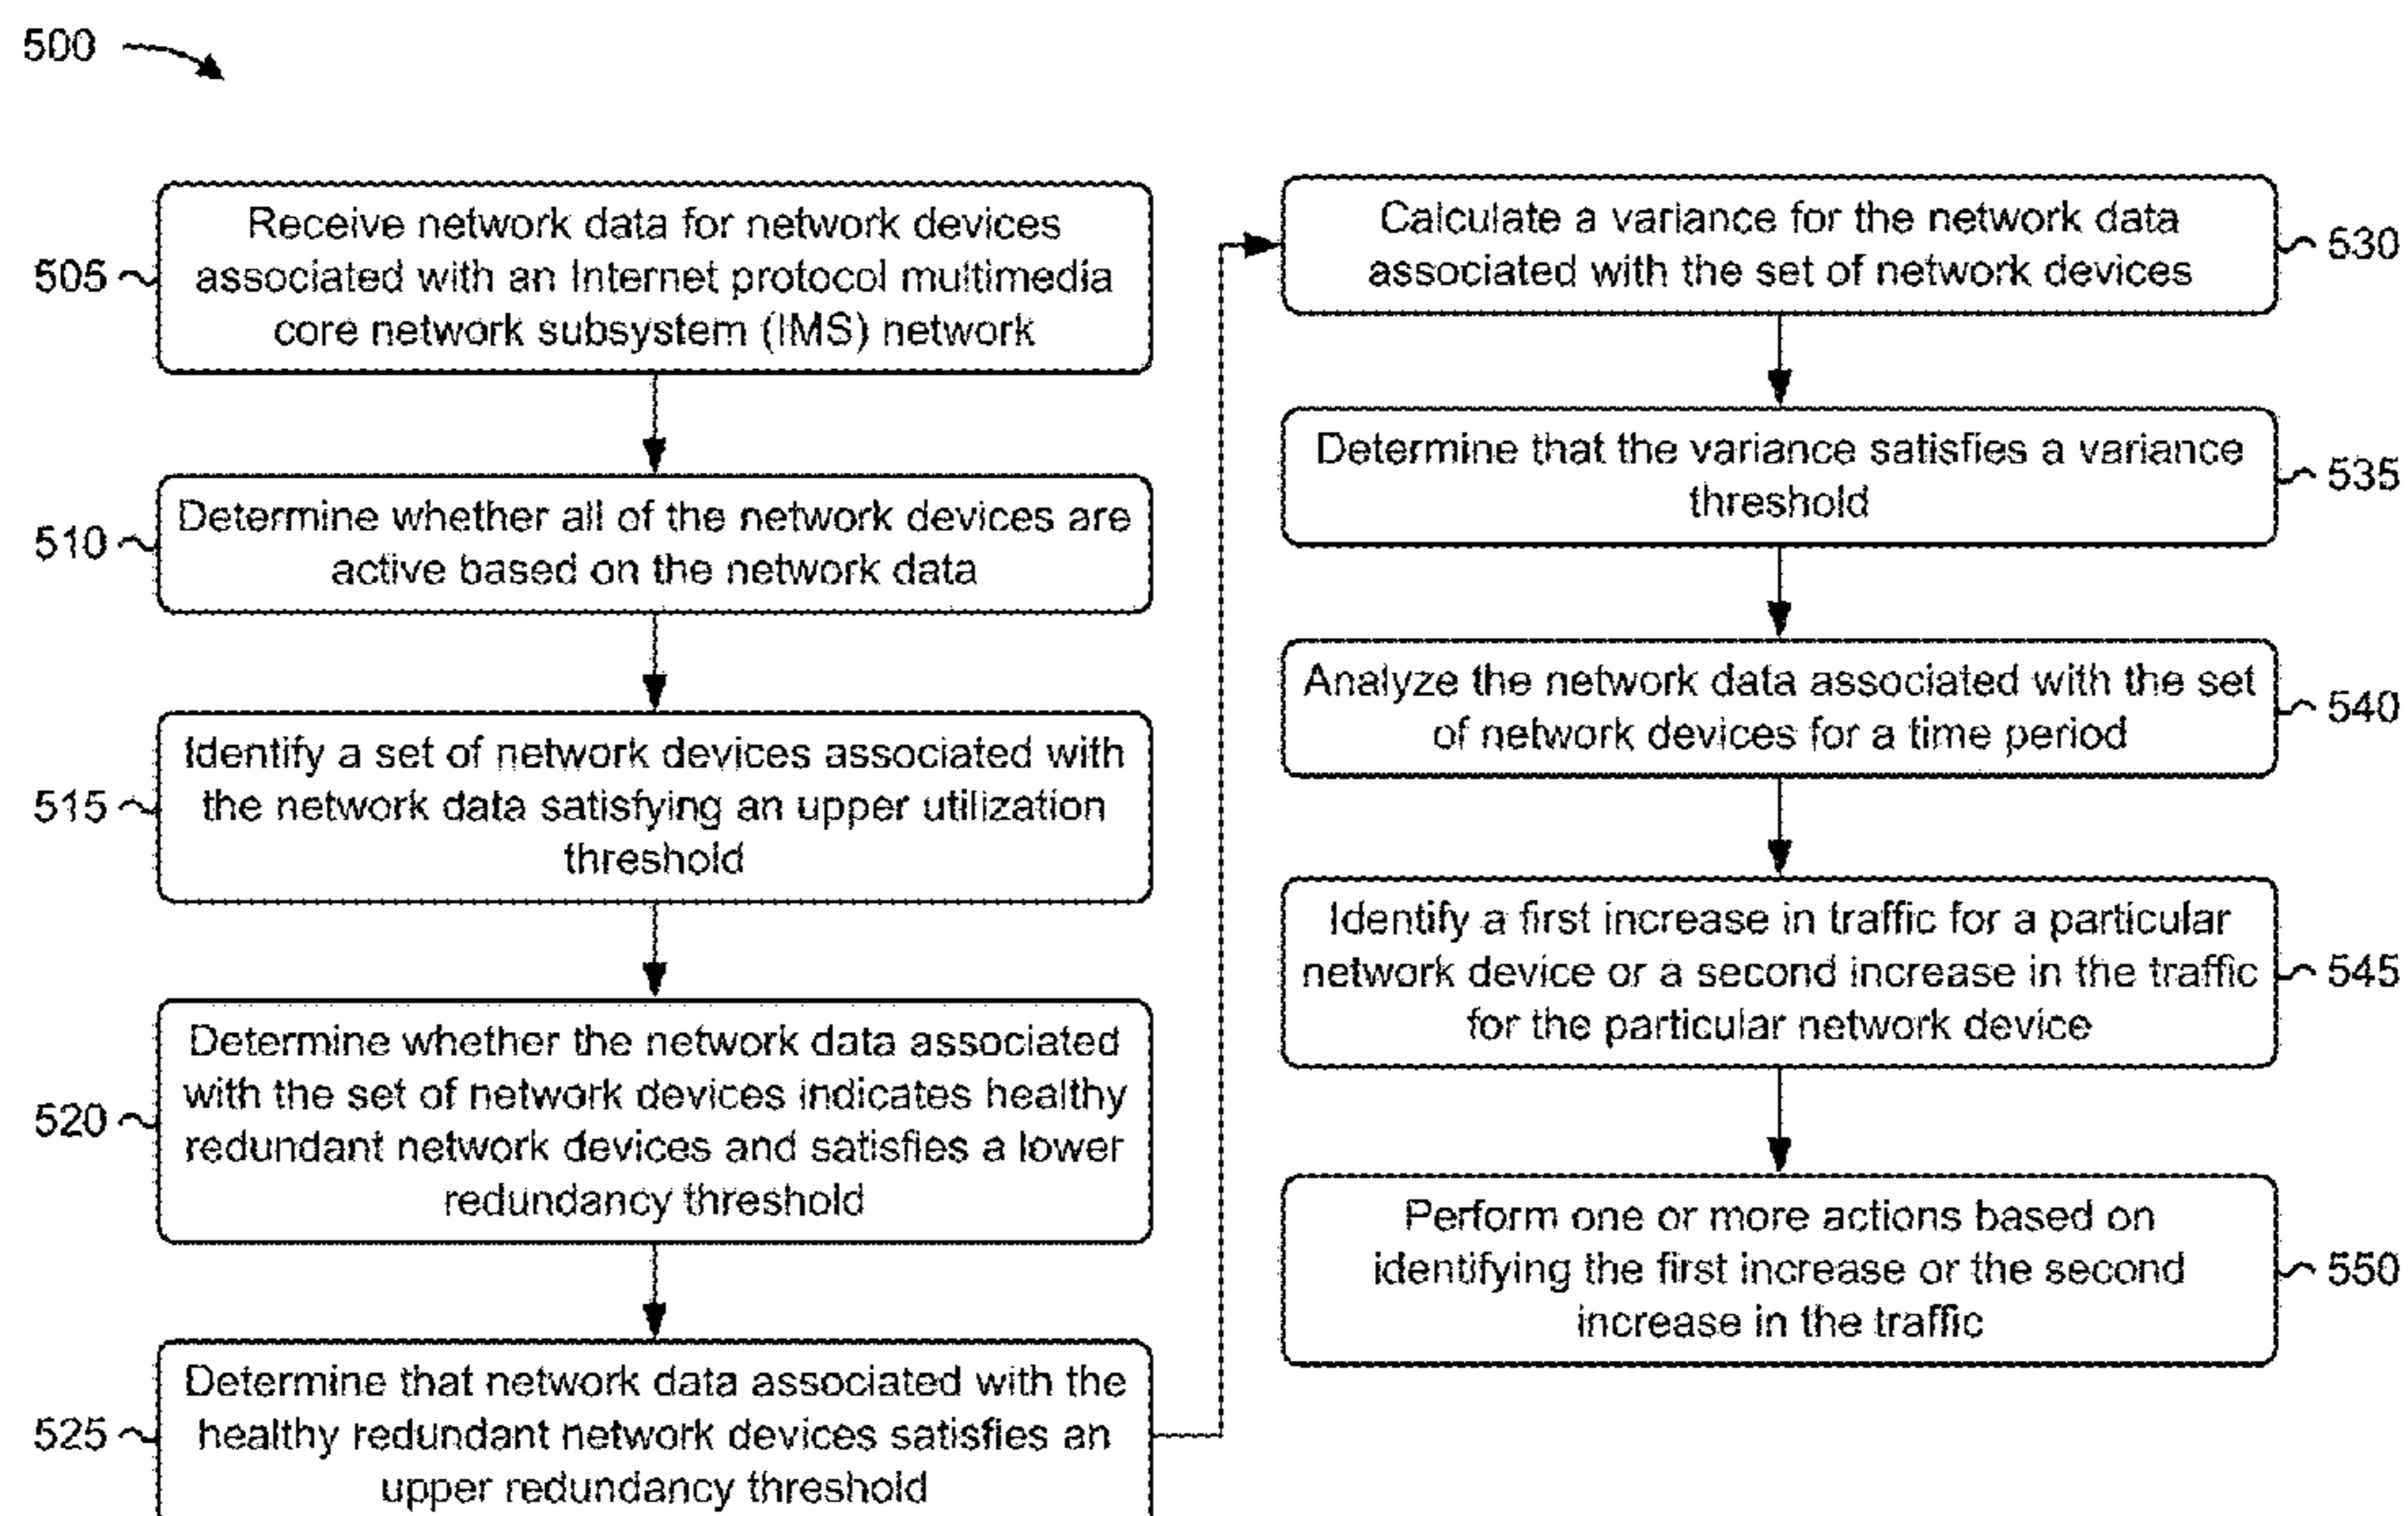 500
505
Receive network data for network devices
associated with an Internet protocol multimedia
core network subsystem (IMS) network
510
Determine whether all of the network devices are
active based on the network data
515
Identify a set of network devices associated with
the network data satisfying an upper utilization
threshold
520
Determine whether the network data associated
with the set of network devices indicates healthy
redundant network devices and satisfies a lower
redundancy threshold
525
Determine that network data associated with the
healthy redundant network devices satisfies an
upper redundancy threshold
Calculate a variance for the network data
associated with the set of network devices
530
Determine that the variance satisfies a variance
threshold
535
Analyze the network data associated with the set
of network devices for a time period
540
Identify a first increase in traffic for a particular
network device or a second increase in the traffic
for the particular network device
545
Perform one or more actions based on
identifying the first increase or the second
increase in the traffic
550